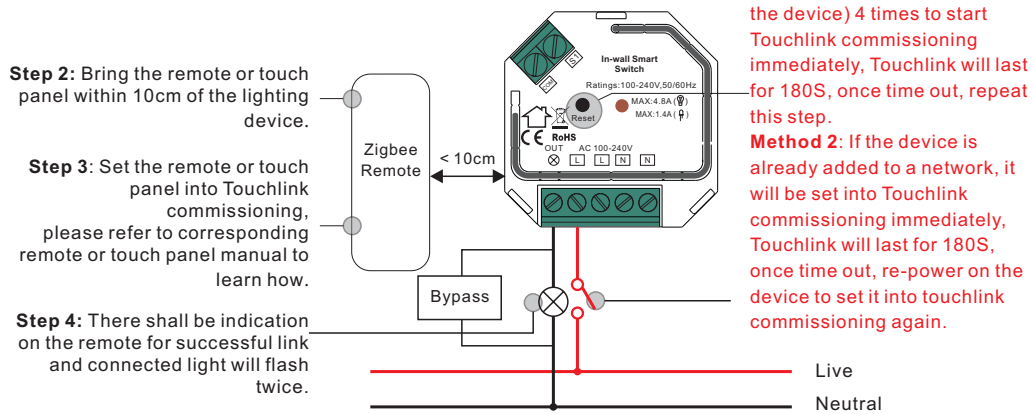 Step 2: Bring the remote or touch
panel within 10cm of the lighting
device.
Step 3: Set the remote or touch
panel into Touchlink
commissioning,
please refer to corresponding
remote or touch panel manual to
learn how.
Step 4: There shall be indication
on the remote for successful link
and connected light will flash
twice.
Zigbee
Remote
< 10cm
Bypass
S1
COM
In-wall Smart
Switch
Ratings:100-240V,50/60Hz
MAX:4.8A( )
MAX:1.4A( )
Reset
CE RoHS
OUT AC 100-240V
L L N N
the device) 4 times to start
Touchlink commissioning
immediately, Touchlink will last
for 180S, once time out, repeat
this step.
Method 2: If the device is
already added to a network, it
will be set into Touchlink
commissioning immediately,
Touchlink will last for 180S,
once time out, re-power on the
device to set it into touchlink
commissioning again.
Live
Neutral